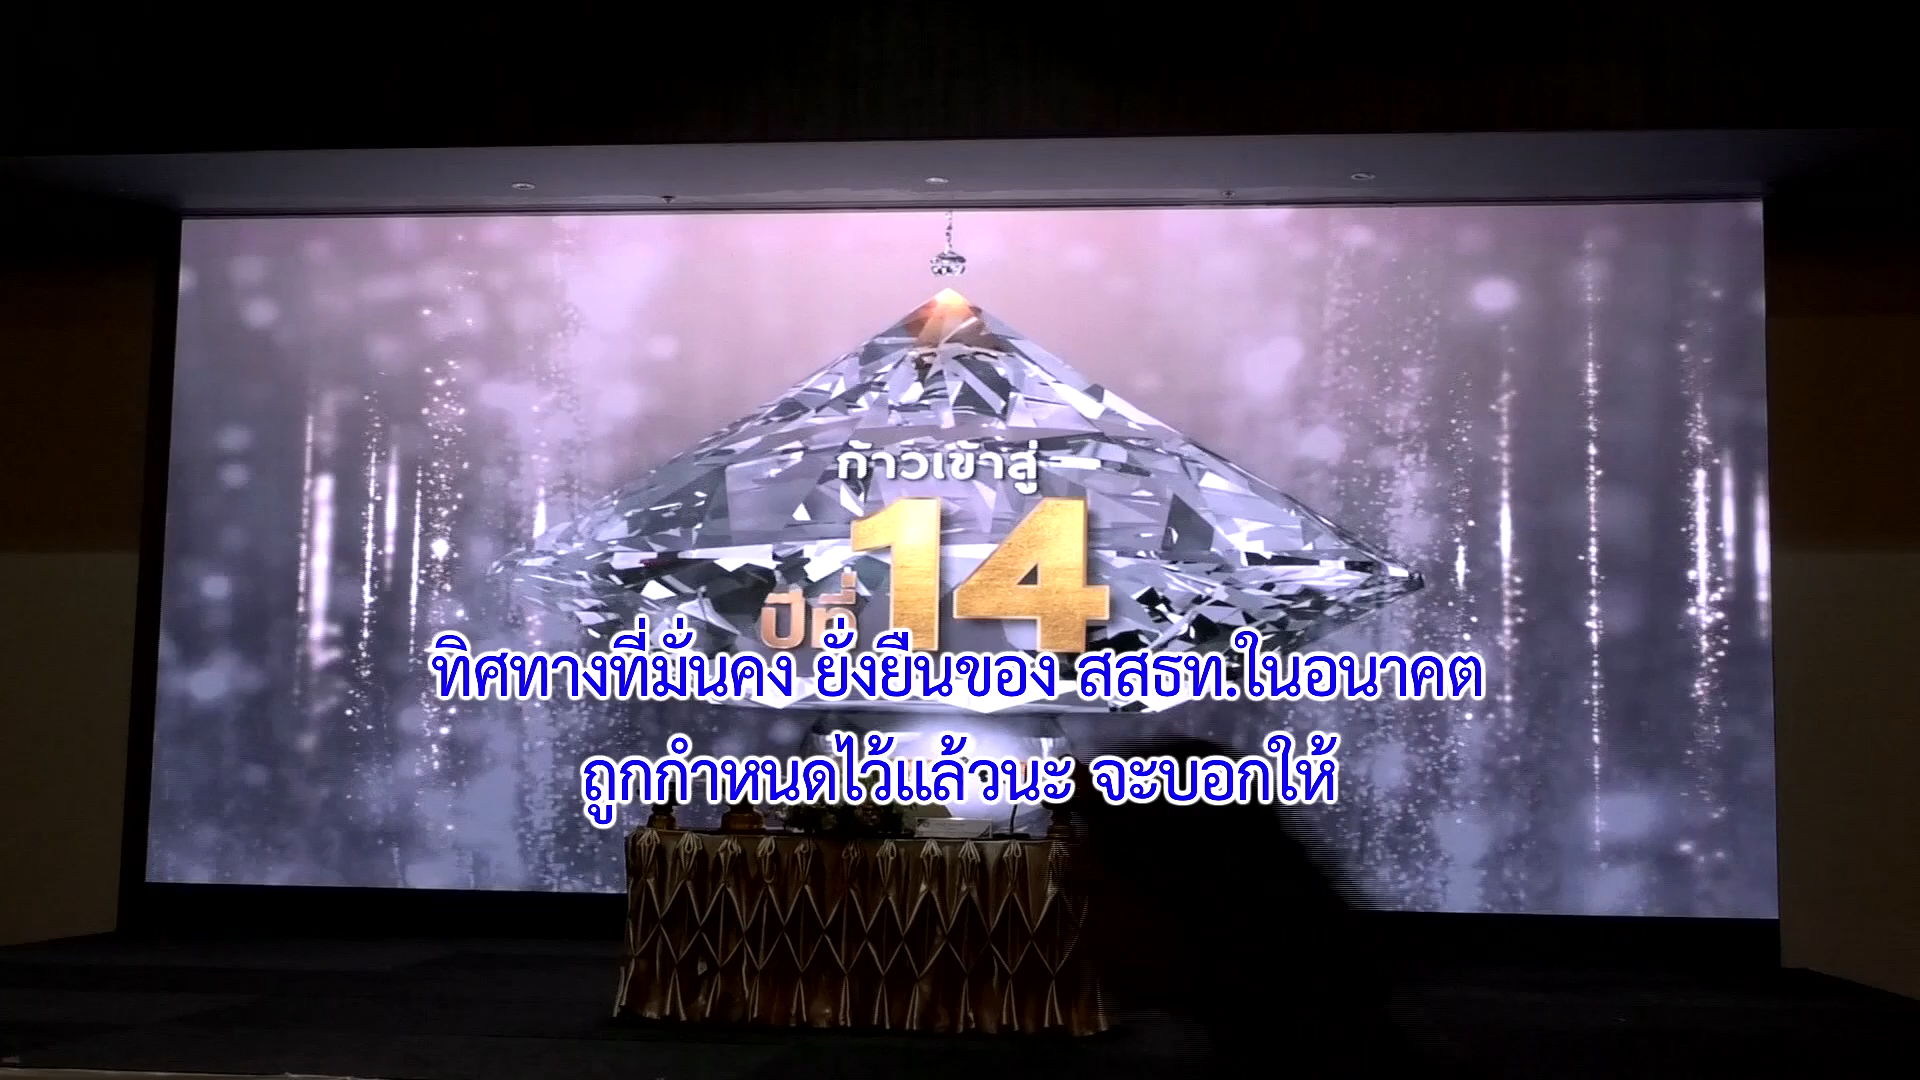 ก้าวเข้าสู่
ปีที่ 14
ทิศทางที่มั่นคง ยั่งยืนของ สสธท.ในอนาคต
ถูกกำหนดไว้แล้วนะ จะบอกให้